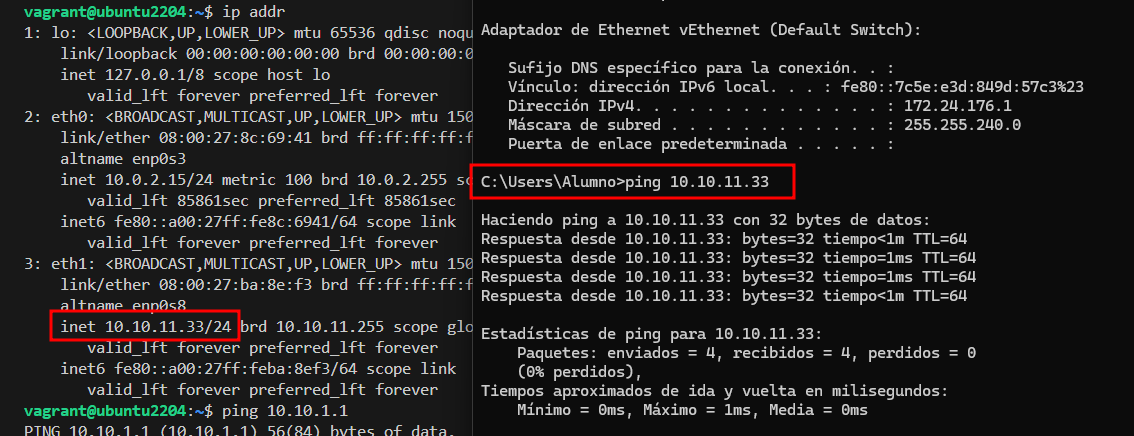 vagrant@ubuntu2204:~$ ip addr
1: lo: <LOOPBACK,UP,LOWER_UP> mtu 65536 qdisc noqu
link/loopback 00:00:00:00:00:00 brd 00:00:00:0
inet 127.0.0.1/8 scope host lo
valid_lft forever preferred_lft forever
2: eth0: <BROADCAST,MULTICAST,UP,LOWER_UP> mtu 150
link/ether 08:00:27:8c:69:41 brd ff:ff:ff:ff:f
altname enp0s3
inet 10.0.2.15/24 metric 100 brd 10.0.2.255 sc
valid_lft 85861sec preferred_lft 85861sec
inet6 fe80::a00:27ff:fe8c:6941/64 scope link
valid_lft forever preferred_lft forever
3: eth1: <BROADCAST,MULTICAST,UP,LOWER_UP> mtu 150
link/ether 08:00:27:ba:8e:f3 brd ff:ff:ff:ff:f
altname enp0s8
inet 10.10.11.33/24 brd 10.10.11.255 scope glo
valid_lft forever preferred_lft forever
inet6 fe80::a00:27ff:feba:8ef3/64 scope link
valid_lft forever preferred_lft forever
vagrant@ubuntu2204:~$ ping 10.10.1.1
PING 10.10.1.1 (10.10.1.1) 56(84) bytes of data.
Adaptador de Ethernet vEthernet (Default Switch):
Sufijo DNS específico para la conexión. . :
Vínculo: dirección IPv6 local. . . : fe80::7c5e:e3d:849d:57c3%23
Dirección IPv4. . . . . . . . . . . . . . : 172.24.176.1
Máscara de subred . . . . . . . . . . . . : 255.255.240.0
Puerta de enlace predeterminada . . . . . :
C:\Users\Alumno>ping 10.10.11.33
Haciendo ping a 10.10.11.33 con 32 bytes de datos:
Respuesta desde 10.10.11.33: bytes=32 tiempo<1m TTL=64
Respuesta desde 10.10.11.33: bytes=32 tiempo=1ms TTL=64
Respuesta desde 10.10.11.33: bytes=32 tiempo=1ms TTL=64
Respuesta desde 10.10.11.33: bytes=32 tiempo<1m TTL=64
Estadísticas de ping para 10.10.11.33:
Paquetes: enviados = 4, recibidos = 4, perdidos = 0
(0% perdidos),
Tiempos aproximados de ida y vuelta en milisegundos:
Mínimo = 0ms, Máximo = 1ms, Media = 0ms